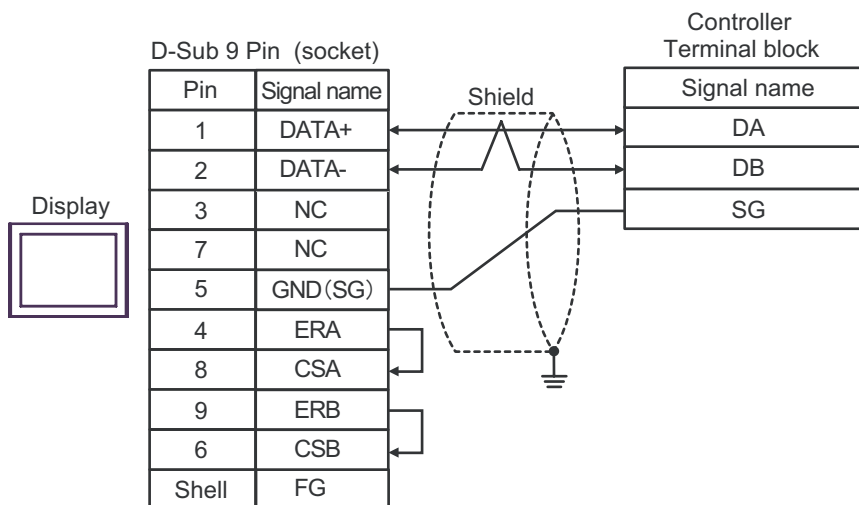 Controller
D-Sub 9 Pin (socket) Terminal block
Pin Signal name Shield Signal name
1 DATA+ DA
2 DATA- DB
Display 3 NC SG
7 NC
5 GND(SG)
4 ERA
8 CSA
9 ERB
6 CSB
Shell FG